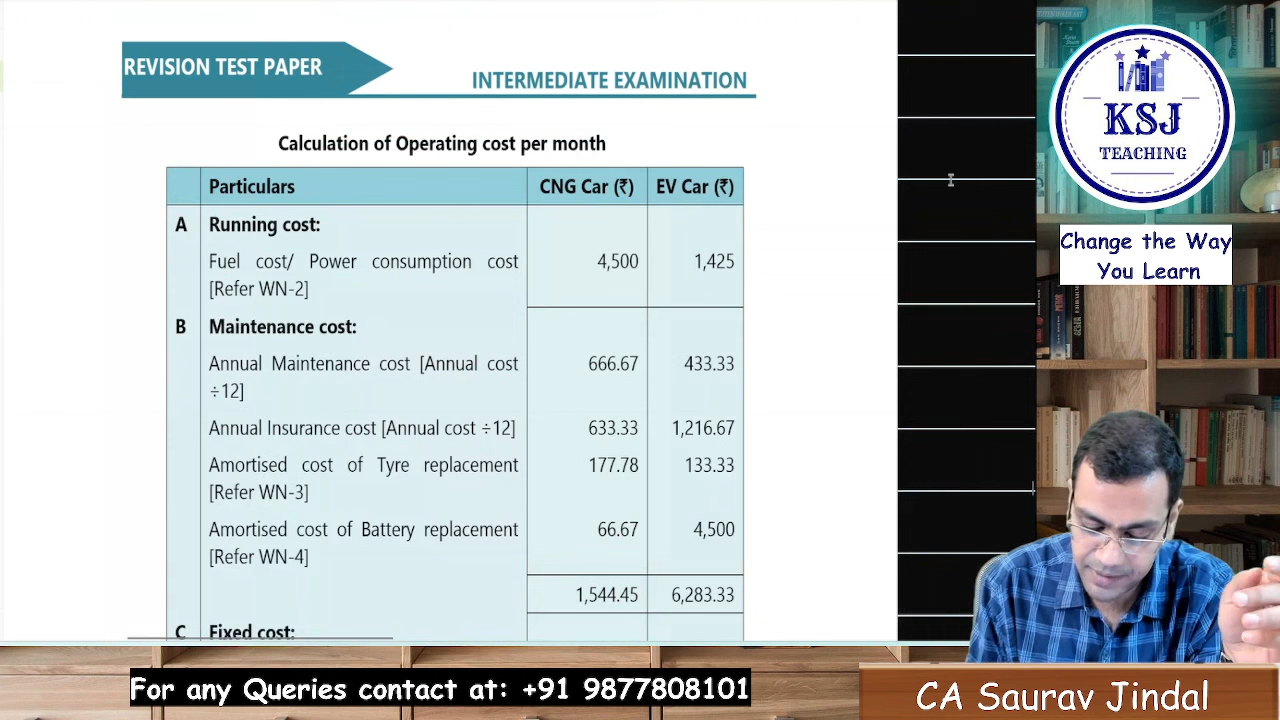 REVISION TEST PAPER
INTERMEDIATE EXAMINATION
Calculation of Operating cost per month
Particulars CNG Car (₹) EV Car (₹)
A Running cost:
Fuel cost/ Power consumption cost 4,500 1,425
[Refer WN-2]
B Maintenance cost:
Annual Maintenance cost [Annual cost 666.67 433.33
÷12]
Annual Insurance cost [Annual cost ÷12] 633.33 1,216.67
Amortised cost of Tyre replacement 177.78 133.33
[Refer WN-3]
Amortised cost of Battery replacement 66.67 4,500
[Refer WN-4]
1,544.45 6,283.33
C Fixed cost:
KSJ
TEACHING
Change the Way
You Learn
For any Queries contact at: +91 9877808101
CA Saurav Jindal